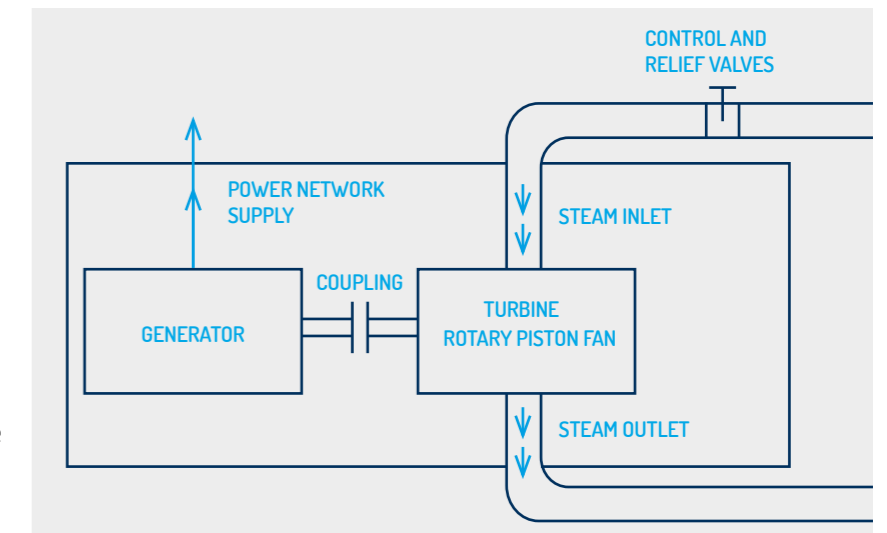 CONTROL AND
RELIEF VALVES
POWER NETWORK
SUPPLY
STEAM INLET
COUPLING
GENERATOR
TURBINE
ROTARY PISTON FAN
STEAM OUTLET